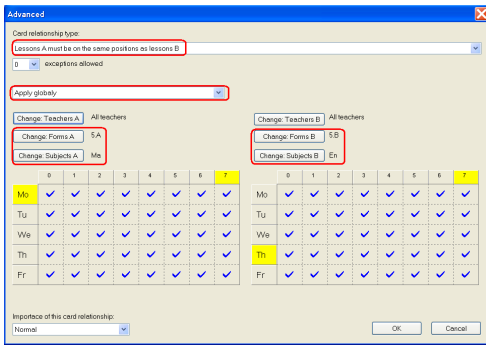 Advanced
Card relationship type:
Lessons A must be on the same positions as lessons B
0 exceptions allowed
Apply globaly
Change: Teachers A All teachers Change: Teachers B All teachers
Change: Forms A 5.A Change: Forms B 5.B
Change: Subjects A Ma Change: Subjects B En
0 1 2 3 4 5 6 7 0 1 2 3 4 5 6 7
Mo Mo
Tu Tu
We We
Th Th
Fr Fr
Importace of this card relationship:
Normal OK Cancel